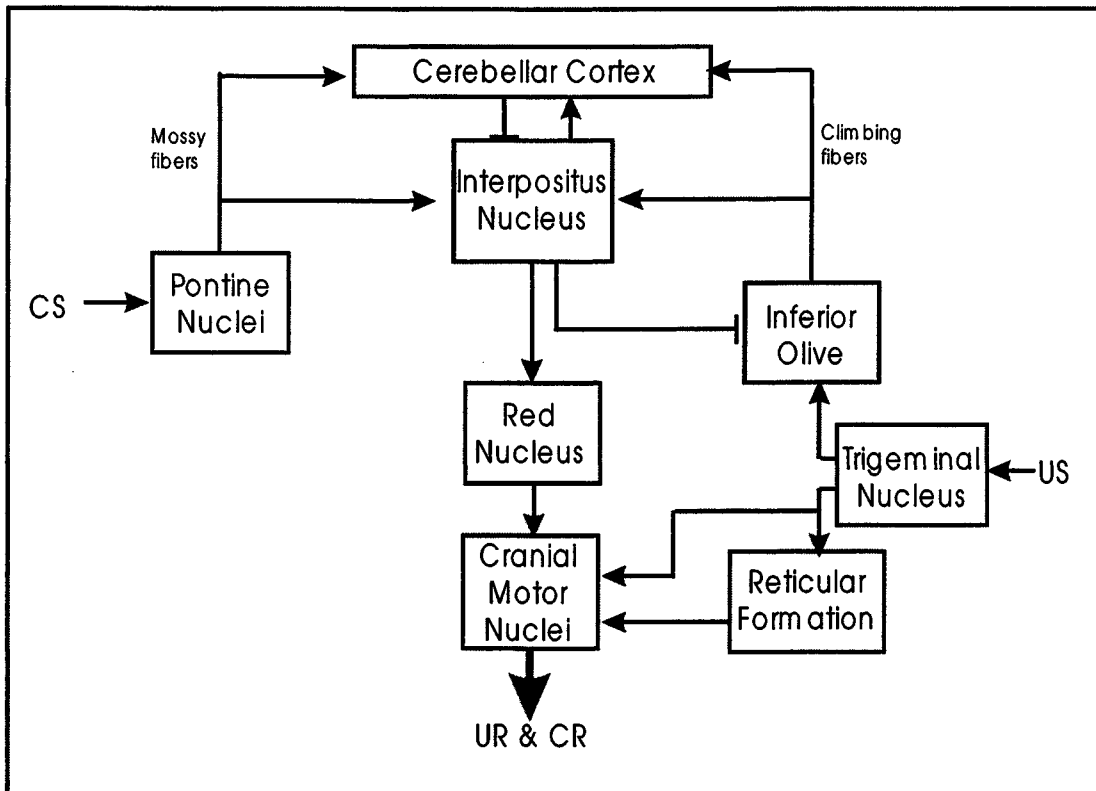 Cerebellar Cortex
Mossy
fibers
Climbing
fibers
Interpositus
Nucleus
CS
Pontine
Nuclei
Inferior
Olive
Red
Nucleus
Trigeminal
Nucleus
US
Cranial
Motor
Nuclei
Reticular
Formation
UR & CR